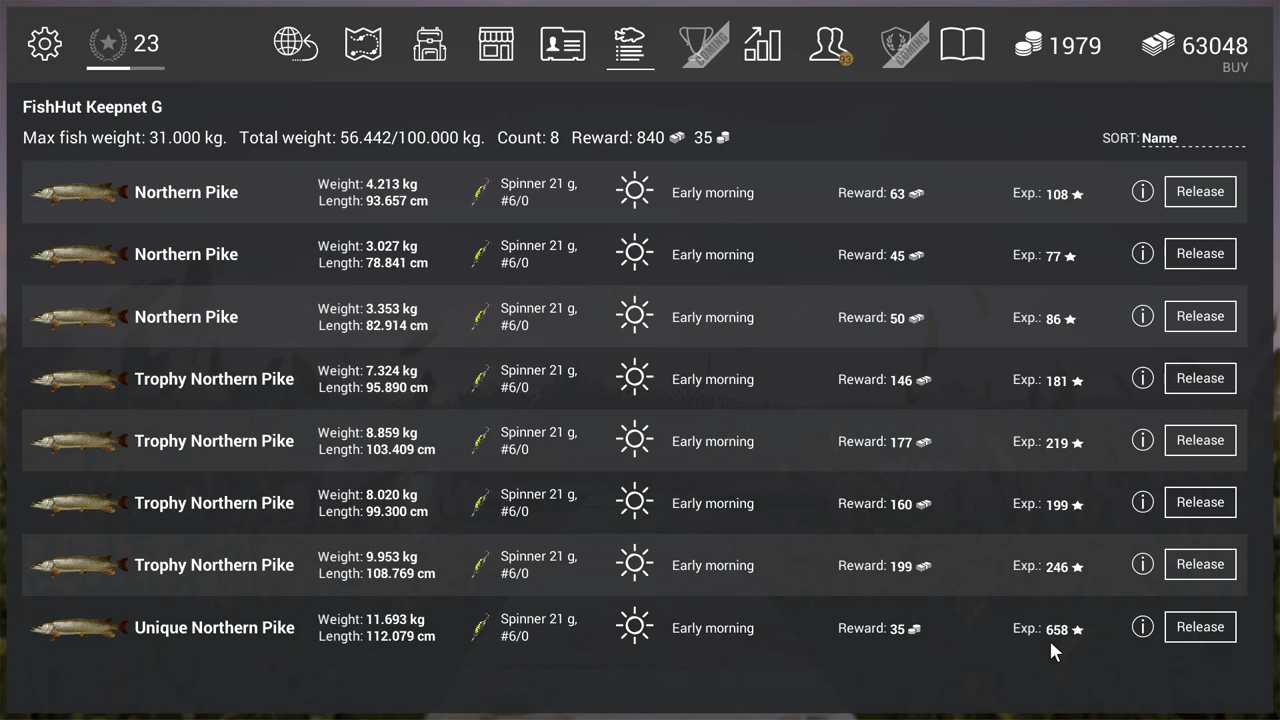 23
COMING
93
COMING
1979
63048
BUY
FishHut Keepnet G
Max fish weight: 31.000 kg. Total weight: 56.442/100.000 kg. Count: 8 Reward: 840 35
SORT: Name
Northern Pike Weight: 4.213 kg Length: 93.657 cm Spinner 21 g, #6/0 Early morning Reward: 63 Exp.: 108 Release
Northern Pike Weight: 3.027 kg Length: 78.841 cm Spinner 21 g, #6/0 Early morning Reward: 45 Exp.: 77 Release
Northern Pike Weight: 3.353 kg Length: 82.914 cm Spinner 21 g, #6/0 Early morning Reward: 50 Exp.: 86 Release
Trophy Northern Pike Weight: 7.324 kg Length: 95.890 cm Spinner 21 g, #6/0 Early morning Reward: 146 Exp.: 181 Release
Trophy Northern Pike Weight: 8.859 kg Length: 103.409 cm Spinner 21 g, #6/0 Early morning Reward: 177 Exp.: 219 Release
Trophy Northern Pike Weight: 8.020 kg Length: 99.300 cm Spinner 21 g, #6/0 Early morning Reward: 160 Exp.: 199 Release
Trophy Northern Pike Weight: 9.953 kg Length: 108.769 cm Spinner 21 g, #6/0 Early morning Reward: 199 Exp.: 246 Release
Unique Northern Pike Weight: 11.693 kg Length: 112.079 cm Spinner 21 g, #6/0 Early morning Reward: 35 Exp.: 658 Release